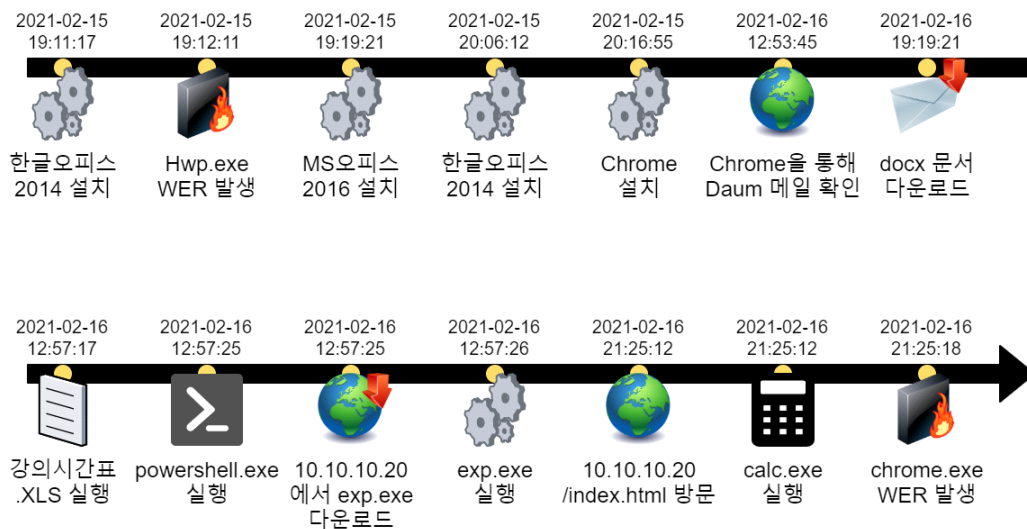 2021-02-15
19:11:17
2021-02-15
19:12:11
2021-02-15
19:19:21
2021-02-15
20:06:12
2021-02-15
20:16:55
2021-02-16
12:53:45
2021-02-16
19:19:21
한글오피스
2014 설치
Hwp.exe
WER 발생
MS오피스
2016 설치
한글오피스
2014 설치
Chrome
설치
Chrome을 통해
Daum 메일 확인
docx 문서
다운로드
2021-02-16
12:57:17
2021-02-16
12:57:25
2021-02-16
12:57:25
2021-02-16
12:57:26
2021-02-16
21:25:12
2021-02-16
21:25:12
2021-02-16
21:25:18
강의시간표
.XLS 실행
powershell.exe
실행
10.10.10.20
에서 exp.exe
다운로드
exp.exe
실행
10.10.10.20
/index.html 방문
calc.exe
실행
chrome.exe
WER 발생